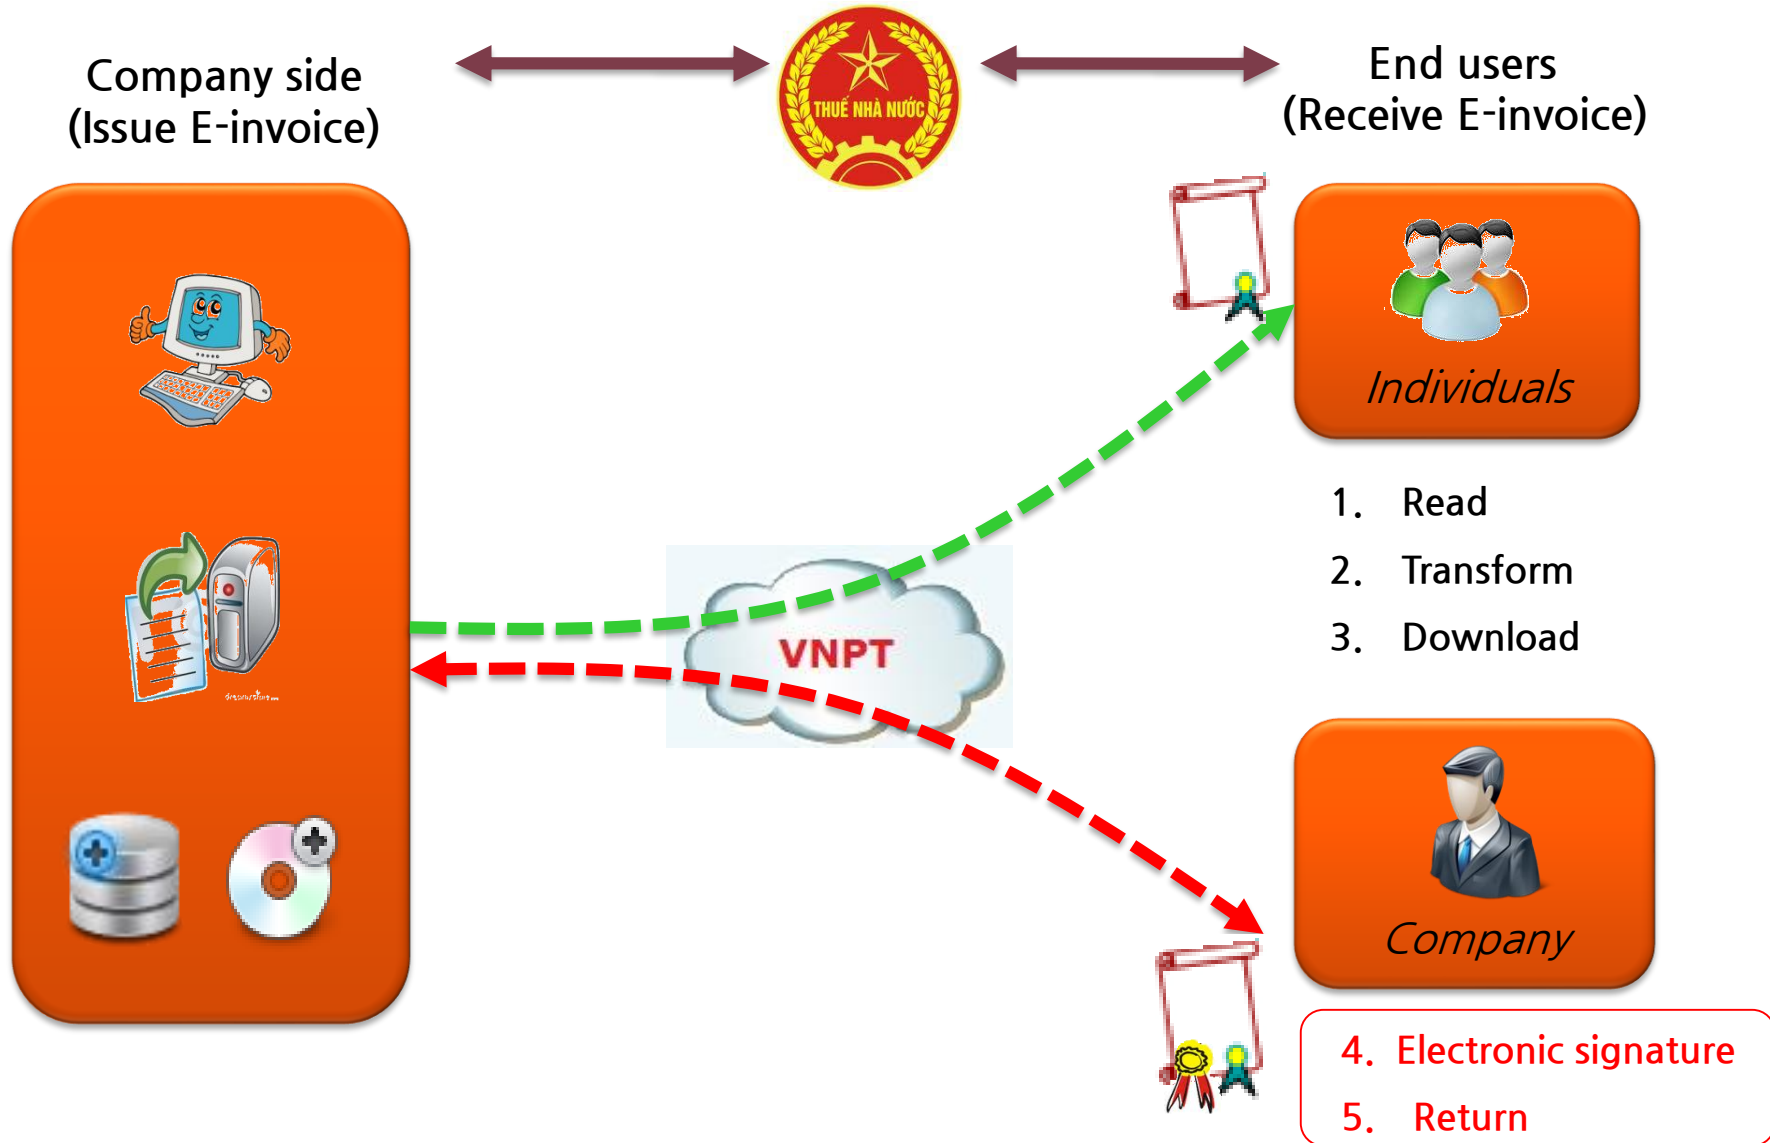 Company side
(Issue E-invoice)
THUẾ NHÀ NƯỚC
End users
(Receive E-invoice)
Individuals
1. Read
2. Transform
3. Download
VNPT
Company
4. Electronic signature
5. Return